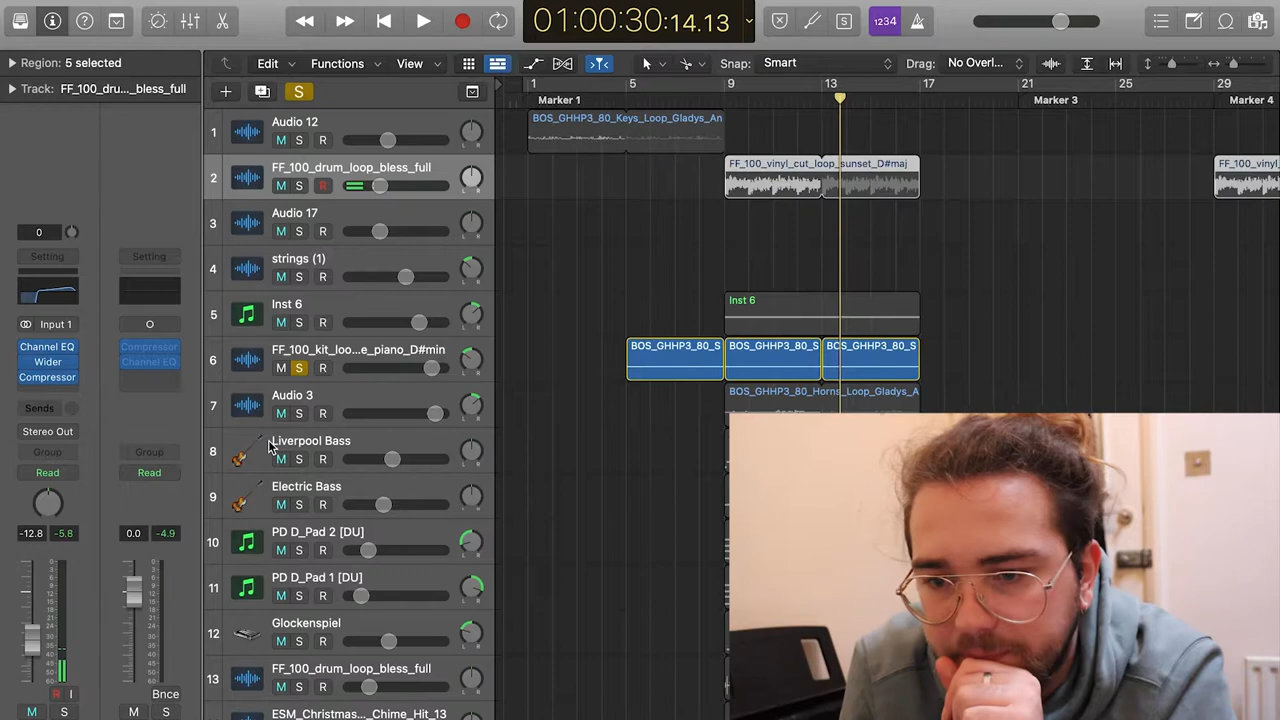 01:00:30:14.13
1234
Region: 5 selected
Edit
Functions
View
Snap: Smart
Drag: No Overl...
Track: FF_100_dru..._bless_full
S
1
5
9
13
17
21
25
29
Marker 1
Marker 3
Marker 4
1
Audio 12
M S
BOS_GHHP3_80_Keys_Loop_Gladys_An
2
FF_100_drum_loop_bless_full
M S R
FF_100_vinyl_cut_loop_sunset_D#maj
FF_100_vinyl_
3
Audio 17
M S R
4
strings (1)
M S R
5
Inst 6
M S R
Inst 6
6
FF_100_kit_loo...e_piano_D#min
M S R
BOS_GHHP3_80_S
BOS_GHHP3_80_S
BOS_GHHP3_80_S
7
Audio 3
M S R
BOS_GHHP3_80_Horns_Loop_Gladys_A
8
Liverpool Bass
M S R
9
Electric Bass
M S R
10
PD D_Pad 2 [DU]
M S R
11
PD D_Pad 1 [DU]
M S R
12
Glockenspiel
M S R
13
FF_100_drum_loop_bless_full
M S R
ESM_Christmas..._Chime_Hit_13
0
Setting
Setting
Input 1
Channel EQ
Compressor
Wider
Channel EQ
Compressor
Sends
Stereo Out
Group
Group
Read
Read
-12.8
-5.8
0.0
-4.9
R I
Bnce
M S
M S